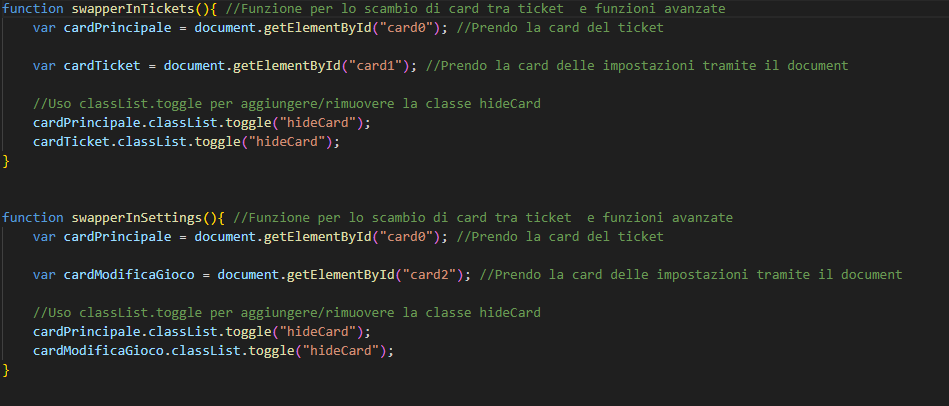 function swapperInTickets(){ //Funzione per lo scambio di card tra ticket  e funzioni avanzate
    var cardPrincipale = document.getElementById("card0"); //Prendo la card del ticket
    var cardTicket = document.getElementById("card1"); //Prendo la card delle impostazioni tramite il document
    //Uso classList.toggle per aggiungere/rimuovere la classe hideCard
    cardPrincipale.classList.toggle("hideCard");
    cardTicket.classList.toggle("hideCard");
}
function swapperInSettings(){ //Funzione per lo scambio di card tra ticket  e funzioni avanzate
    var cardPrincipale = document.getElementById("card0"); //Prendo la card del ticket
    var cardModificaGioco = document.getElementById("card2"); //Prendo la card delle impostazioni tramite il document
    //Uso classList.toggle per aggiungere/rimuovere la classe hideCard
    cardPrincipale.classList.toggle("hideCard");
    cardModificaGioco.classList.toggle("hideCard");
}